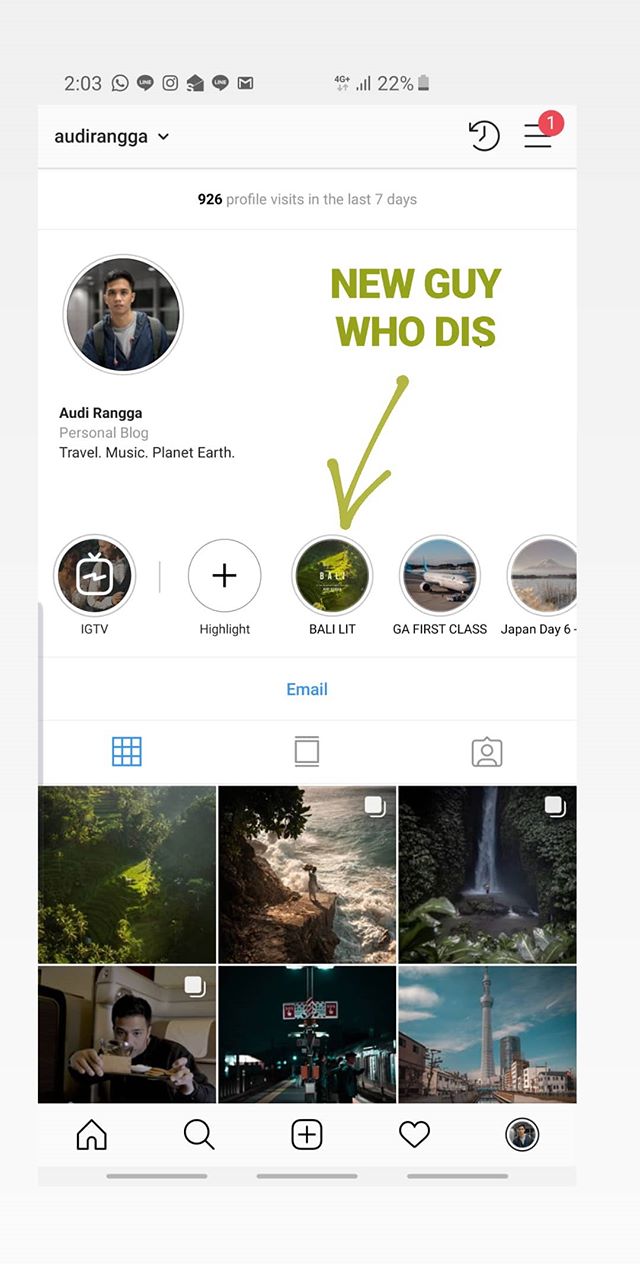 2:03
4G+ 22%
audirangga
1
926 profile visits in the last 7 days
NEW GUY
WHO DIS
Audi Rangga
Personal Blog
Travel. Music. Planet Earth.
BALI
IGTV
Highlight
BALI LIT
GA FIRST CLASS
Japan Day 6 -
Email